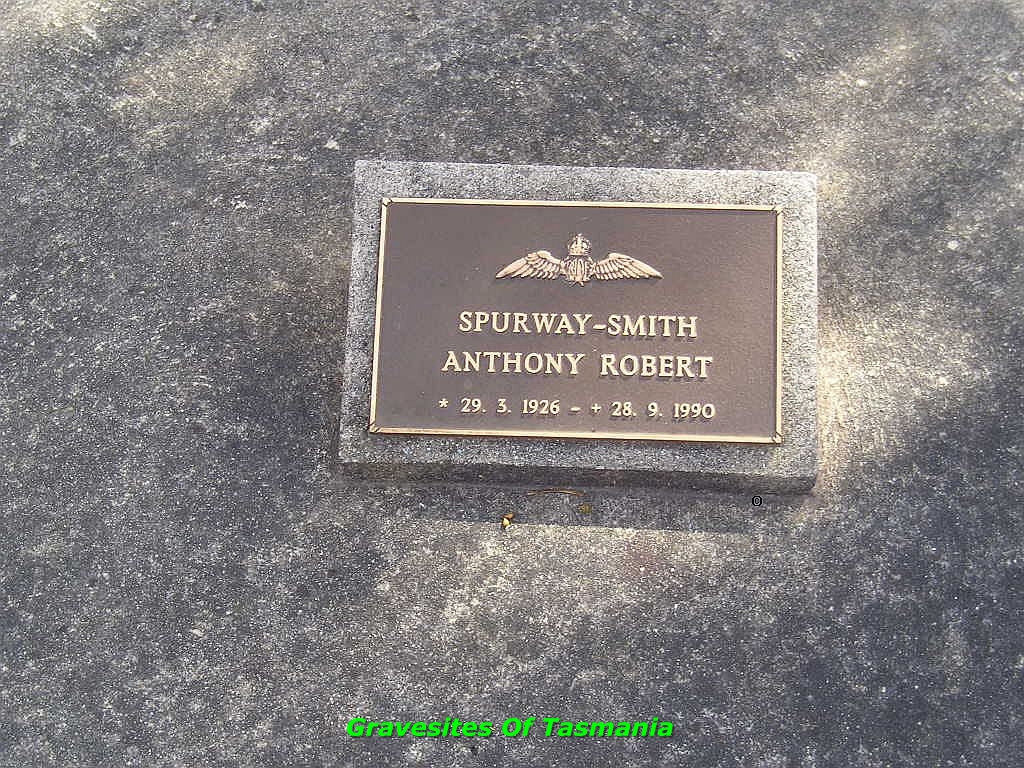 SPURWAY-SMITH
ANTHONY ROBERT
* 29. 3. 1926 - + 28. 9. 1990
Gravesites Of Tasmania